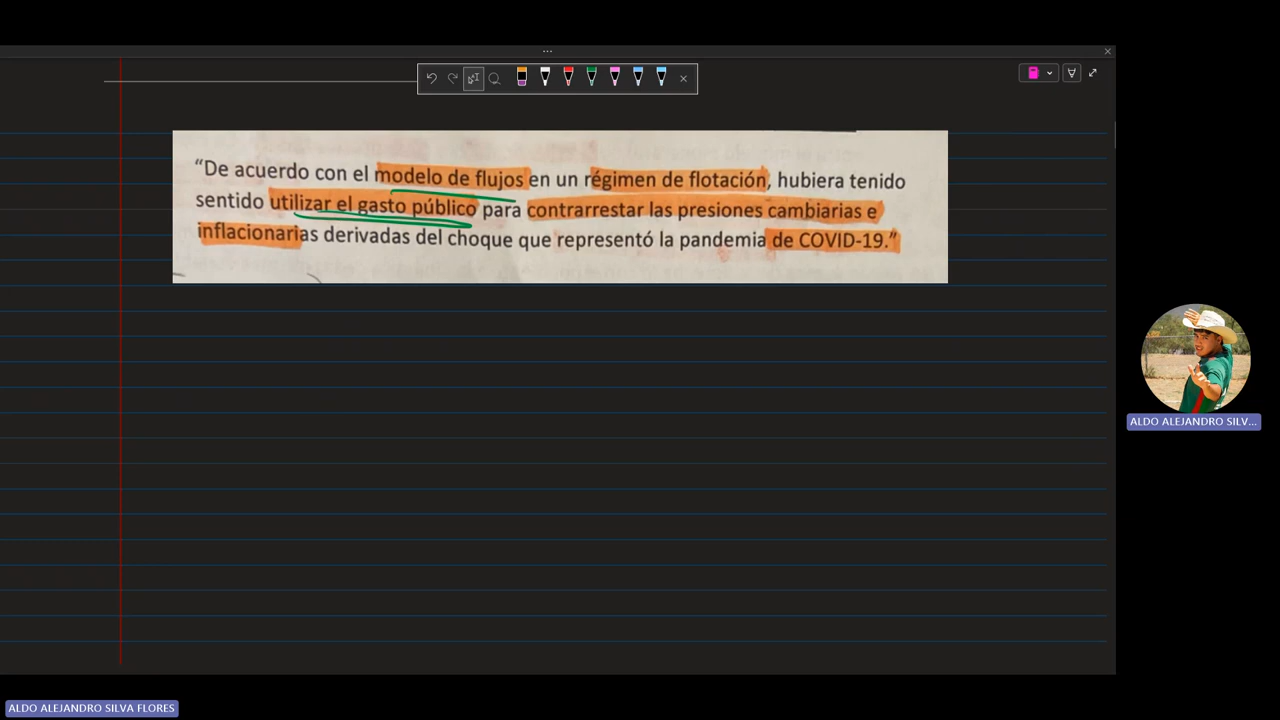 “De acuerdo con el modelo de flujos en un régimen de flotación, hubiera tenido
sentido utilizar el gasto público para contrarrestar las presiones cambiarias e
inflacionarias derivadas del choque que representó la pandemia de COVID-19.”
ALDO ALEJANDRO SILV...
ALDO ALEJANDRO SILVA FLORES